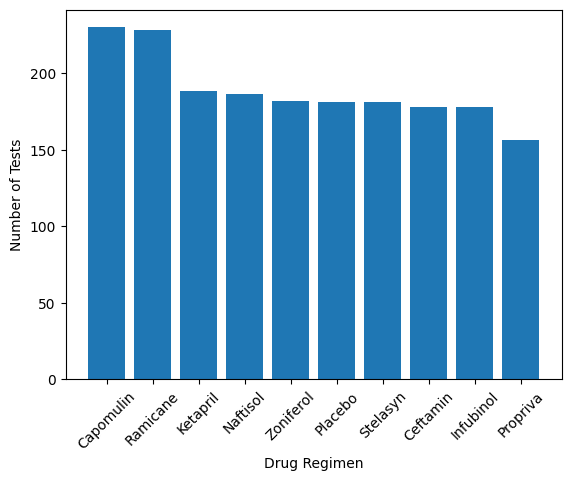 200
150
100
50
0
Number of Tests
Capomulin
Ramicane
Ketapril
Naftisol
Zoniferol
Placebo
Stelasyn
Ceftamin
Infubinol
Propriva
Drug Regimen